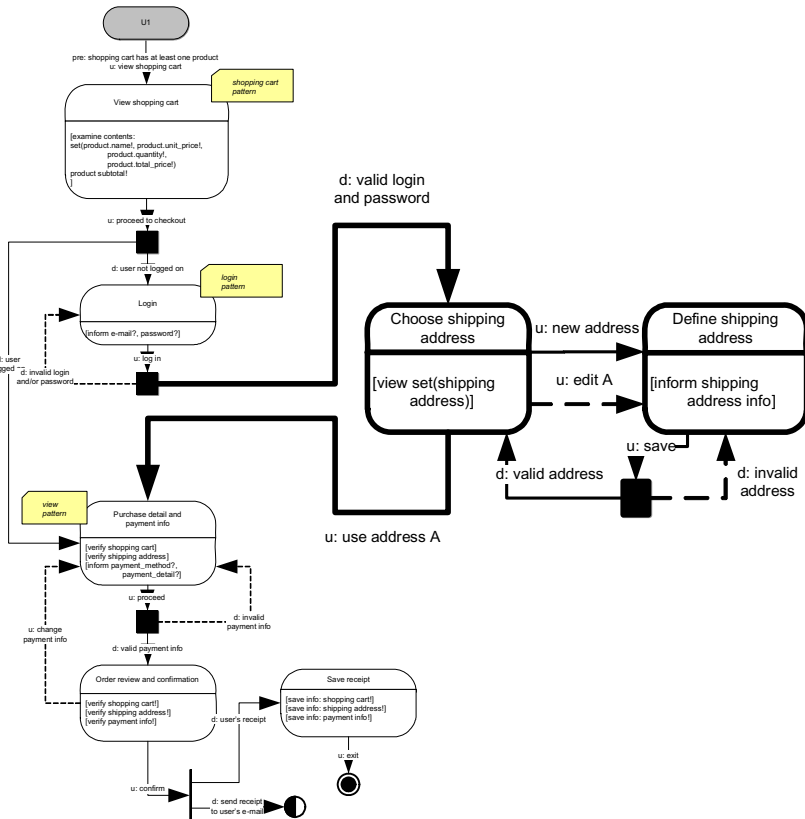 U1
pre: shopping cart has at least one product
u: view shopping cart
shopping cart
pattern
View shopping cart
[examine contents:
set(product.name!, product.unit_price!,
product.quantity!,
product.total_price!)
product subtotal!
]
u: proceed to checkout
d: user not logged on
login
pattern
Login
[inform e-mail?, password?]
u: log in
d: invalid login
and/or password
d: valid login
and password
Choose shipping
address
[view set(shipping
address)]
u: new address
u: edit A
Define shipping
address
[inform shipping
address info]
u: save
d: valid address
d: invalid
address
u: use address A
view
pattern
Purchase detail and
payment info
[verify shopping cart]
[verify shipping address]
[inform payment_method?,
payment_detail?]
u: proceed
d: invalid
payment info
u: change
payment info
d: valid payment info
Order review and confirmation
[verify shopping cart!]
[verify shipping address!]
[verify payment info!]
u: confirm
d: user's receipt
Save receipt
[save info: shopping cart!]
[save info: shipping address!]
[save info: payment info!]
u: exit
d: send receipt
to user's e-mail